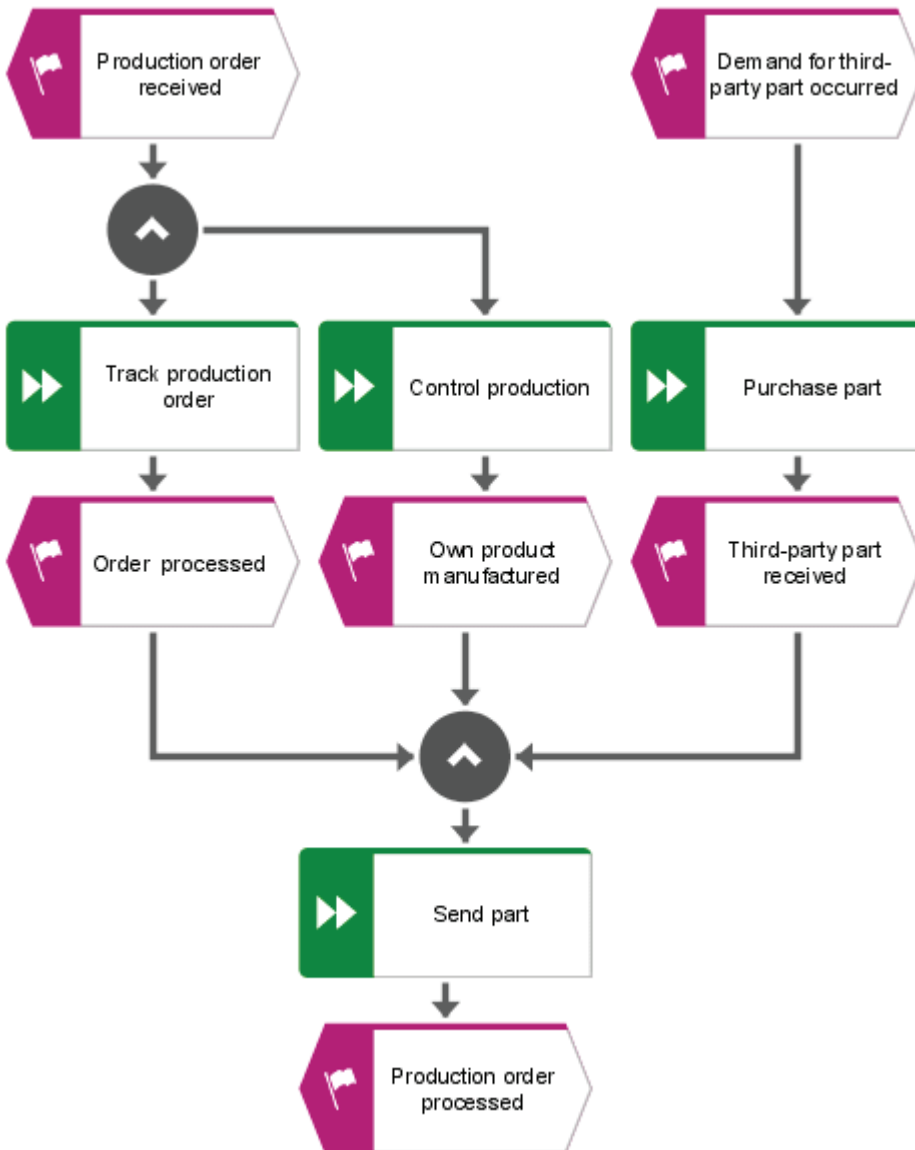 Production order
received
Demand for third-
party part occurred
Track production
order
Control production
Purchase part
Order processed
Own product
manufactured
Third-party part
received
Send part
Production order
processed